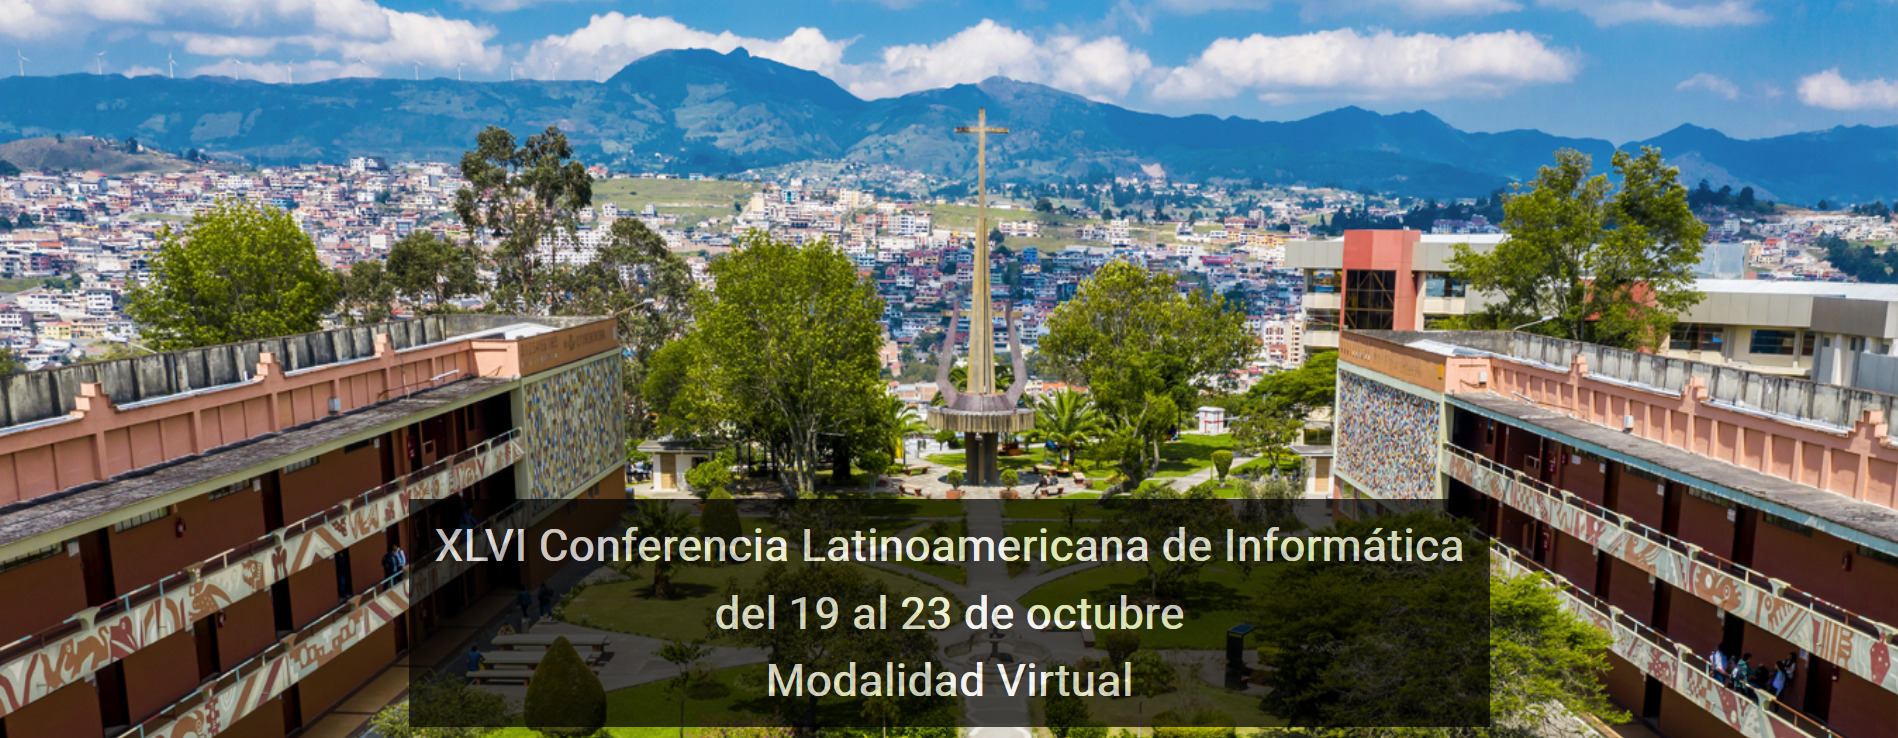 XLVI Conferencia Latinoamericana de Informática
del 19 al 23 de octubre
Modalidad Virtual